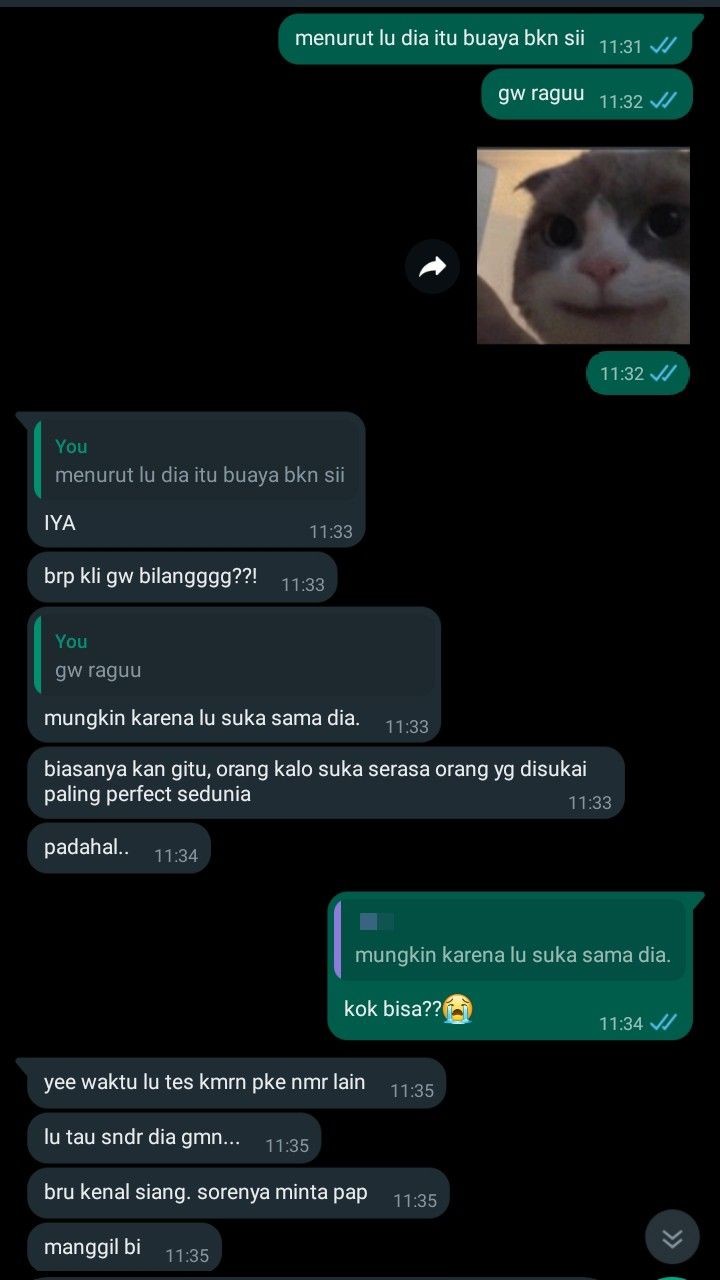 menurut lu dia itu buaya bkn sii 11:31
gw raguu 11:32
11:32
You
menurut lu dia itu buaya bkn sii
IYA 11:33
brp kli gw bilangggg??! 11:33
You
gw raguu
mungkin karena lu suka sama dia. 11:33
biasanya kan gitu, orang kalo suka serasa orang yg disukai
paling perfect sedunia 11:33
padahal.. 11:34
mungkin karena lu suka sama dia.
kok bisa??😭 11:34
yee waktu lu tes kmrn pke nmr lain 11:35
lu tau sndr dia gmn... 11:35
bru kenal siang. sorenya minta pap 11:35
manggil bi 11:35